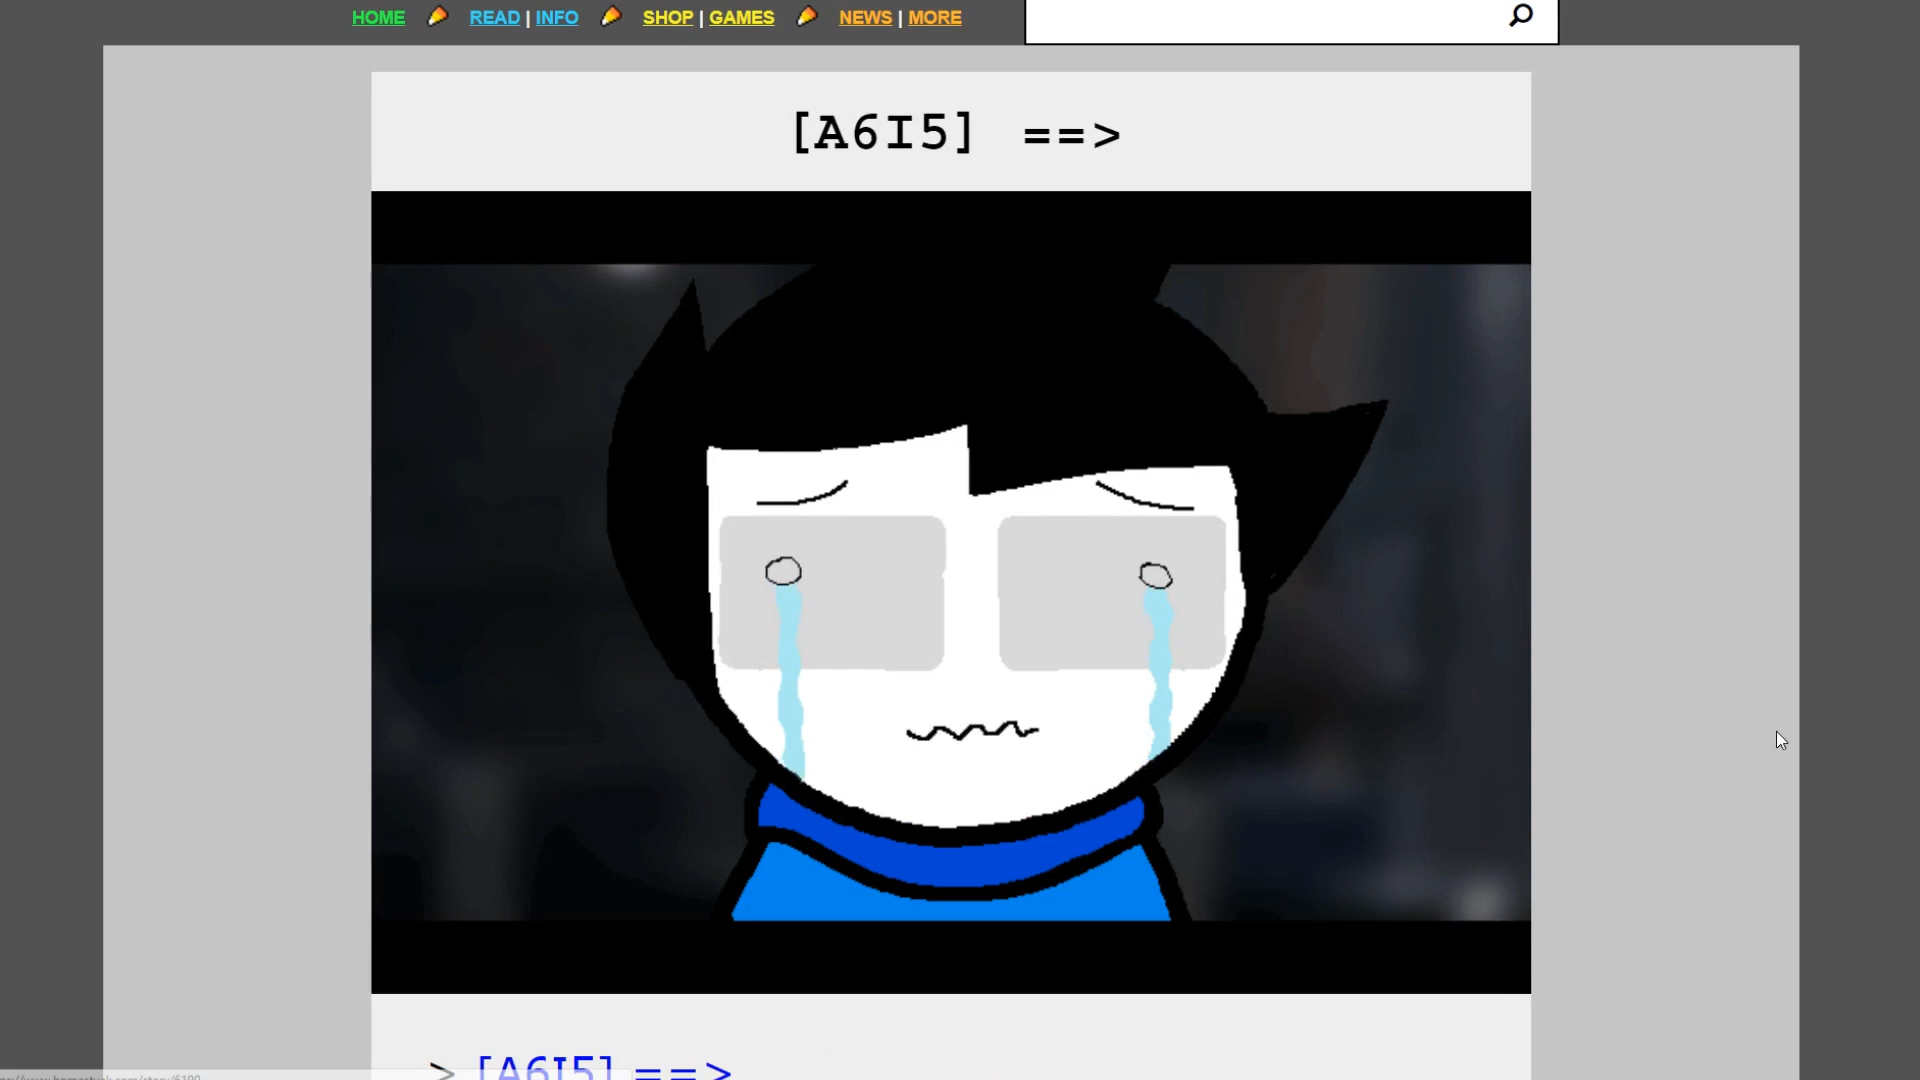 HOME READ | INFO SHOP | GAMES NEWS | MORE
[A6I5] ==>
> [A6I5] ==>